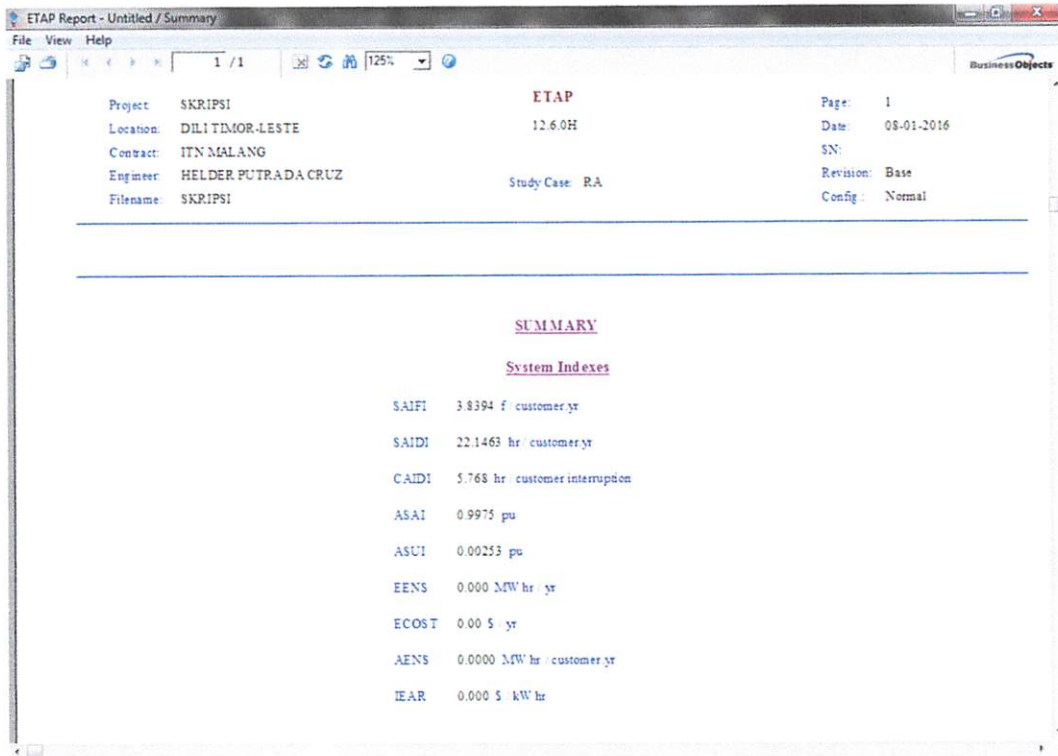 ETAP Report - Untitled / Summary
File View Help
1 / 1 125% BusinessObjects
Project: SKRIPSI ETAP Page: 1
Location: DILI TIMOR-LESTE 12.6.0H Date: 08-01-2016
Contract: ITN MALANG SN:
Engineer: HELDER PUTRADA CRUZ Study Case: RA Revision: Base
Filename: SKRIPSI Config.: Normal
SUMMARY
System Indexes
SAIFI 3.8394 f / customer.yr
SAIDI 22.1463 hr / customer.yr
CAIDI 5.768 hr / customer interruption
ASAI 0.9975 pu
ASUI 0.00253 pu
EENS 0.000 MW hr / yr
ECOST 0.00 $ / yr
AENS 0.0000 MW hr / customer.yr
IEAR 0.000 $ / kW hr